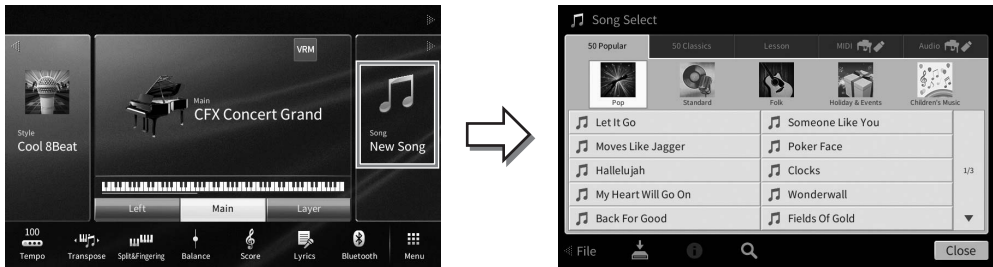 VRM
Style
Cool 8Beat
Main
CFX Concert Grand
Song
New Song
Left
Main
Layer
100
Tempo
Transpose
Split&Fingering
Balance
Score
Lyrics
Bluetooth
Menu
Song Select
50 Popular
50 Classics
Lesson
MIDI
Audio
Pop
Standard
Folk
Holiday & Events
Children's Music
Let It Go
Someone Like You
Moves Like Jagger
Poker Face
Hallelujah
Clocks
1/3
My Heart Will Go On
Wonderwall
Back For Good
Fields Of Gold
File
Close